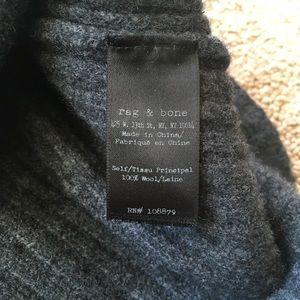 rag & bone
425 W. 13th St, NY, NY 10014
Made in China/
Fabriqué en Chine
Self/Tissu Principal
100% Wool/Laine
RN# 108879